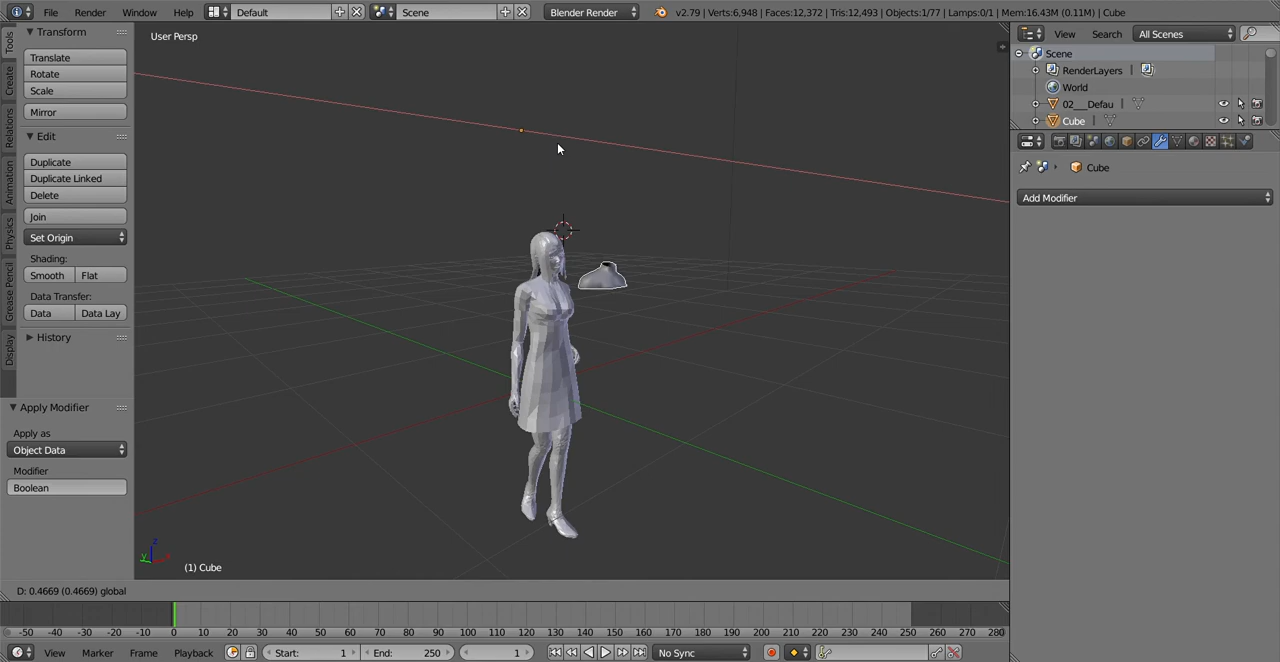 File Render Window Help Default Scene Blender Render v2.79 | Verts:6,948 | Faces:12,372 | Tris:12,493 | Objects:1/77 | Lamps:0/1 | Mem:16.43M (0.11M) | Cube
Tools
Create
Relations
Animation
Physics
Grease Pencil
Display
Transform
Translate
Rotate
Scale
Mirror
Edit
Duplicate
Duplicate Linked
Delete
Join
Set Origin
Shading:
Smooth Flat
Data Transfer:
Data Data Lay
History
Apply Modifier
Apply as
Object Data
Modifier
Boolean
User Persp
z
y x
(1) Cube
View Search All Scenes
Scene
RenderLayers
World
02___Defau
Cube
Cube
Add Modifier
D: 0.4669 (0.4669) global
-50 -40 -30 -20 -10 0 10 20 30 40 50 60 70 80 90 100 110 120 130 140 150 160 170 180 190 200 210 220 230 240 250 260 270 280
View Marker Frame Playback Start: 1 End: 250 1 No Sync